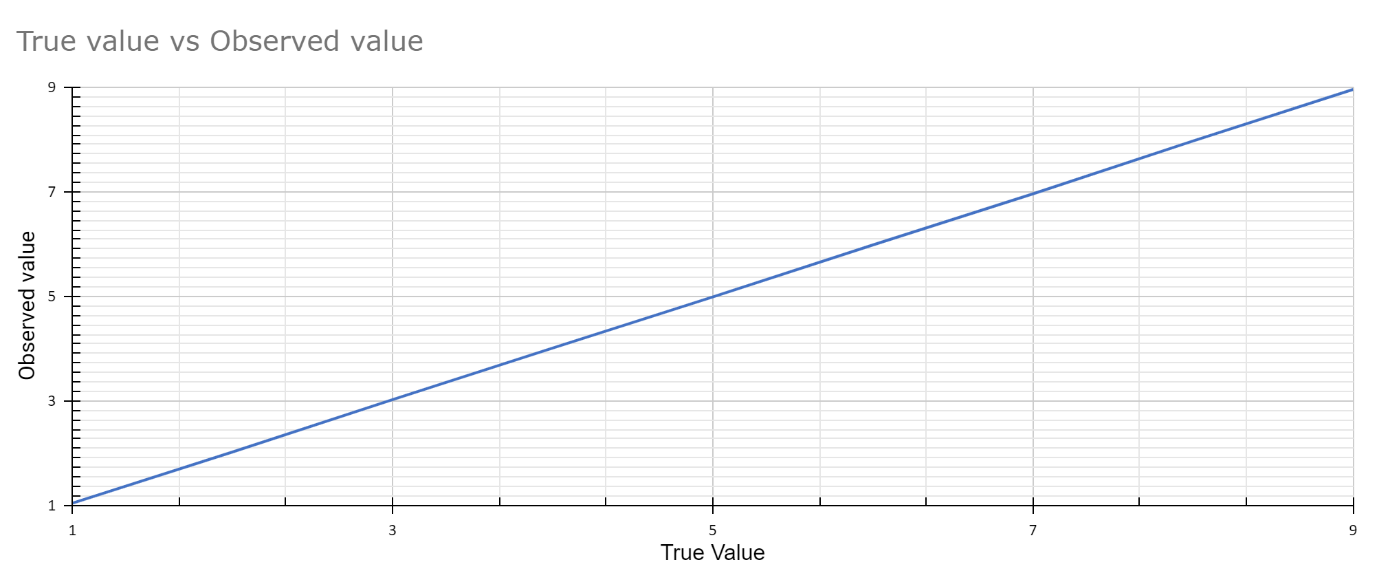 True value vs Observed value
9
7
5
3
1
Observed value
1 3 5 7 9
True Value